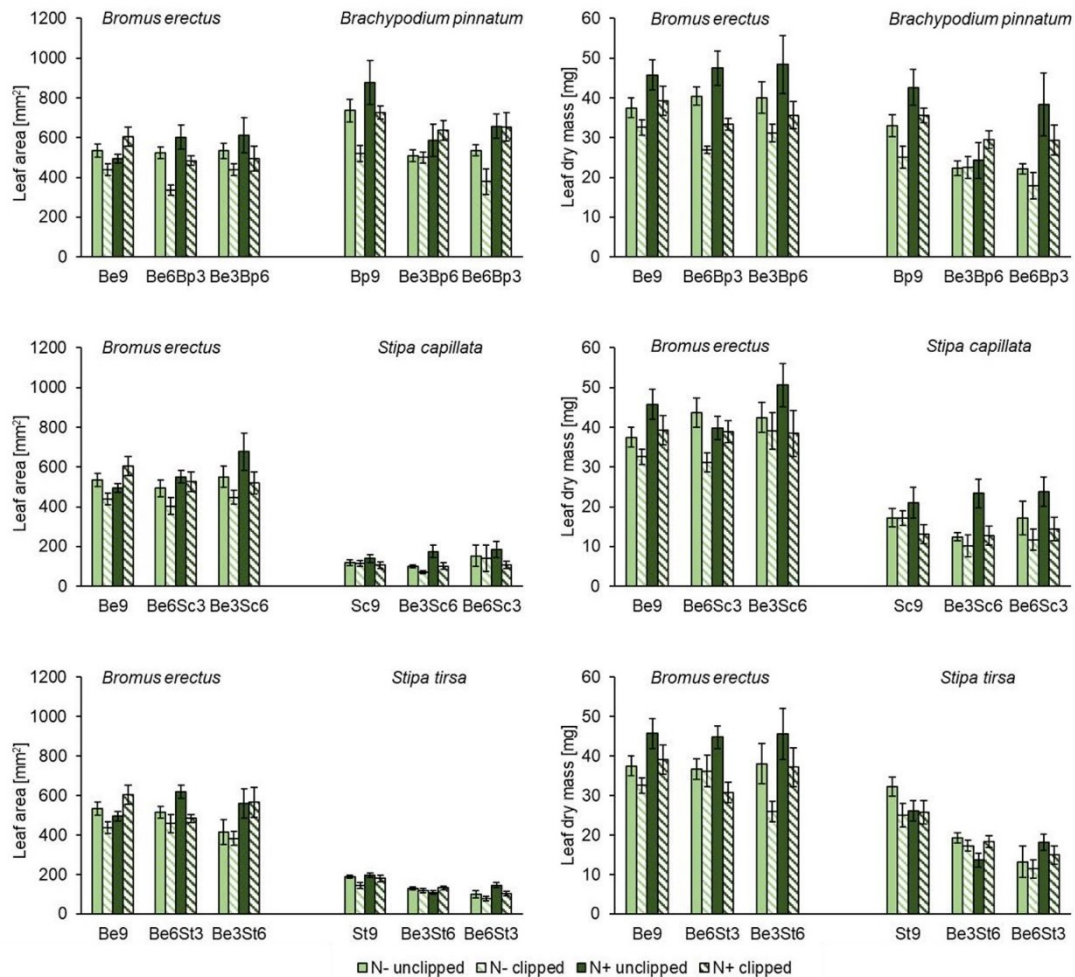 Bromus erectus
Brachypodium pinnatum
Leaf area [mm²]
1200
1000
800
600
400
200
0
Be9 Be6Bp3 Be3Bp6
Bp9 Be3Bp6 Be6Bp3
Bromus erectus
Brachypodium pinnatum
Leaf dry mass [mg]
60
50
40
30
20
10
0
Be9 Be6Bp3 Be3Bp6
Bp9 Be3Bp6 Be6Bp3
Bromus erectus
Stipa capillata
Leaf area [mm²]
1200
1000
800
600
400
200
0
Be9 Be6Sc3 Be3Sc6
Sc9 Be3Sc6 Be6Sc3
Bromus erectus
Stipa capillata
Leaf dry mass [mg]
60
50
40
30
20
10
0
Be9 Be6Sc3 Be3Sc6
Sc9 Be3Sc6 Be6Sc3
Bromus erectus
Stipa tirsa
Leaf area [mm²]
1200
1000
800
600
400
200
0
Be9 Be6St3 Be3St6
St9 Be3St6 Be6St3
Bromus erectus
Stipa tirsa
Leaf dry mass [mg]
60
50
40
30
20
10
0
Be9 Be6St3 Be3St6
St9 Be3St6 Be6St3
N- unclipped N- clipped N+ unclipped N+ clipped